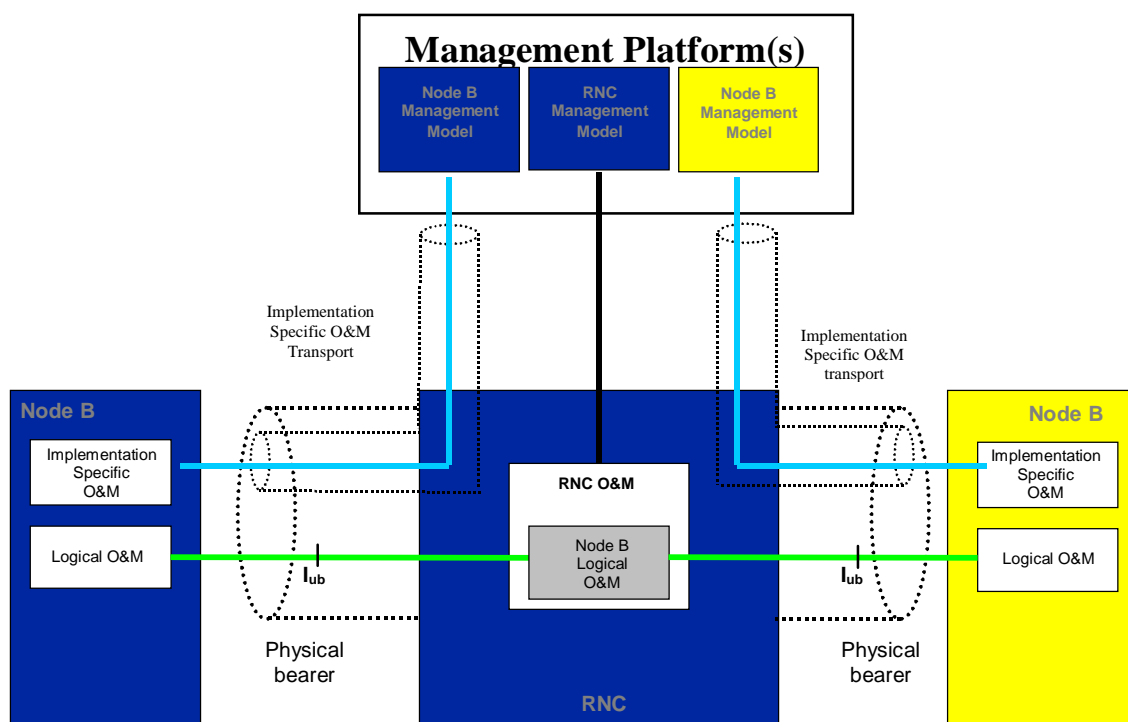 Management Platform(s)
Node B
Management
Model
RNC
Management
Model
Node B
Management
Model
Implementation
Specific O&M
Transport
Implementation
Specific O&M
transport
Node B
Implementation
Specific
O&M
Logical O&M
Iub
Physical
bearer
RNC O&M
Node B
Logical
O&M
RNC
Iub
Physical
bearer
Node B
Implementation
Specific
O&M
Logical O&M